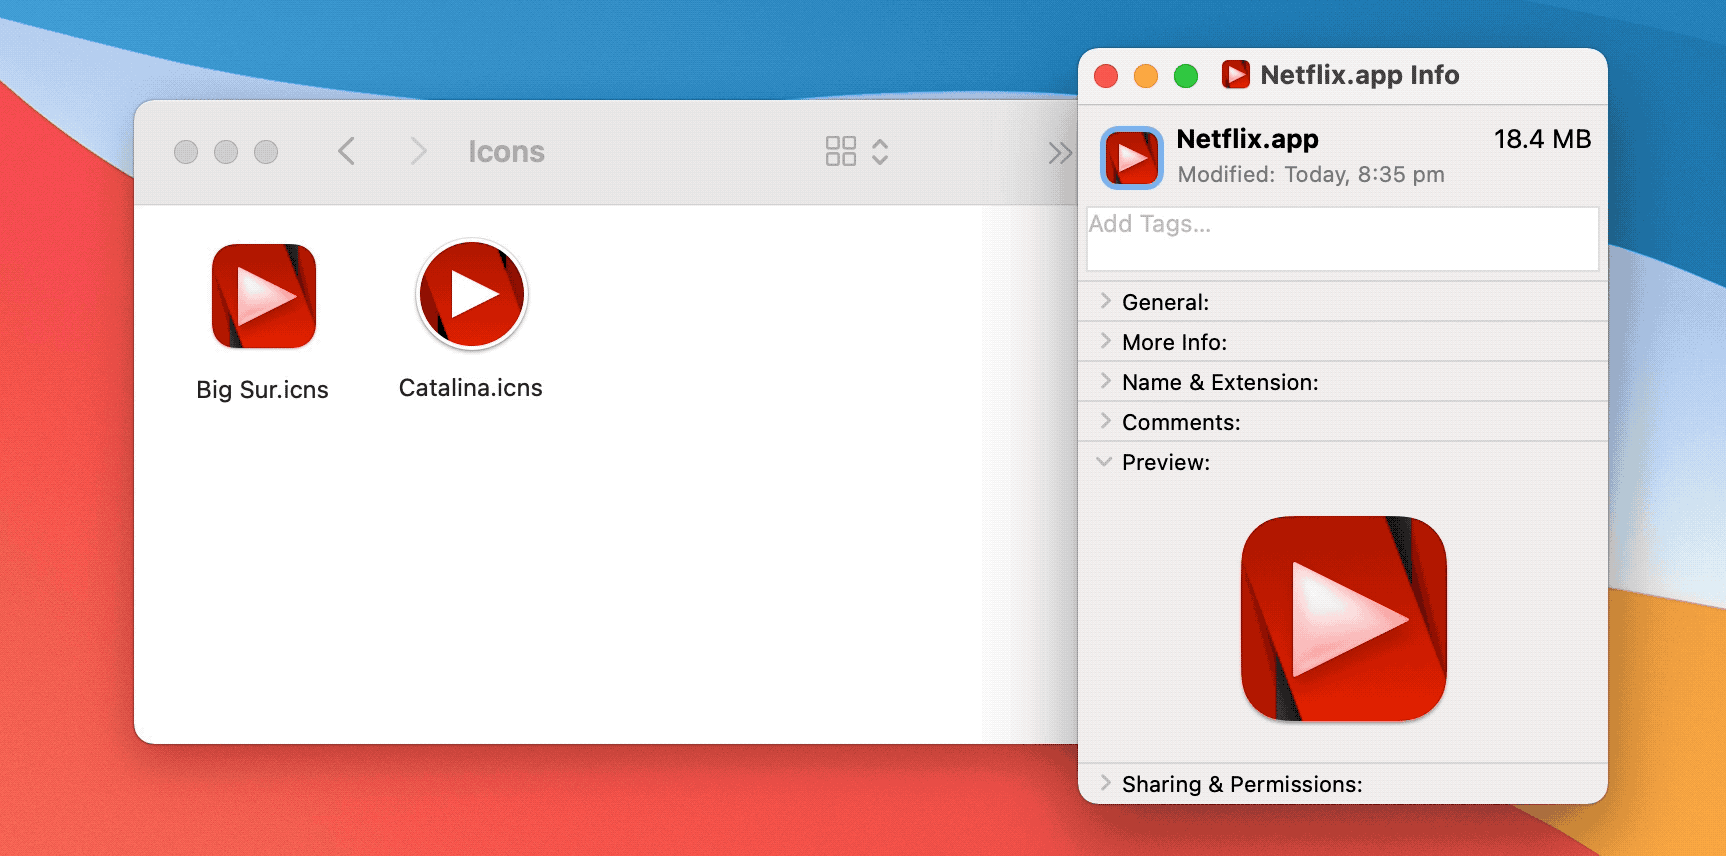 Icons
Big Sur.icns
Catalina.icns
Netflix.app Info
Netflix.app
18.4 MB
Modified: Today, 8:35 pm
Add Tags...
General:
More Info:
Name & Extension:
Comments:
Preview:
Sharing & Permissions: